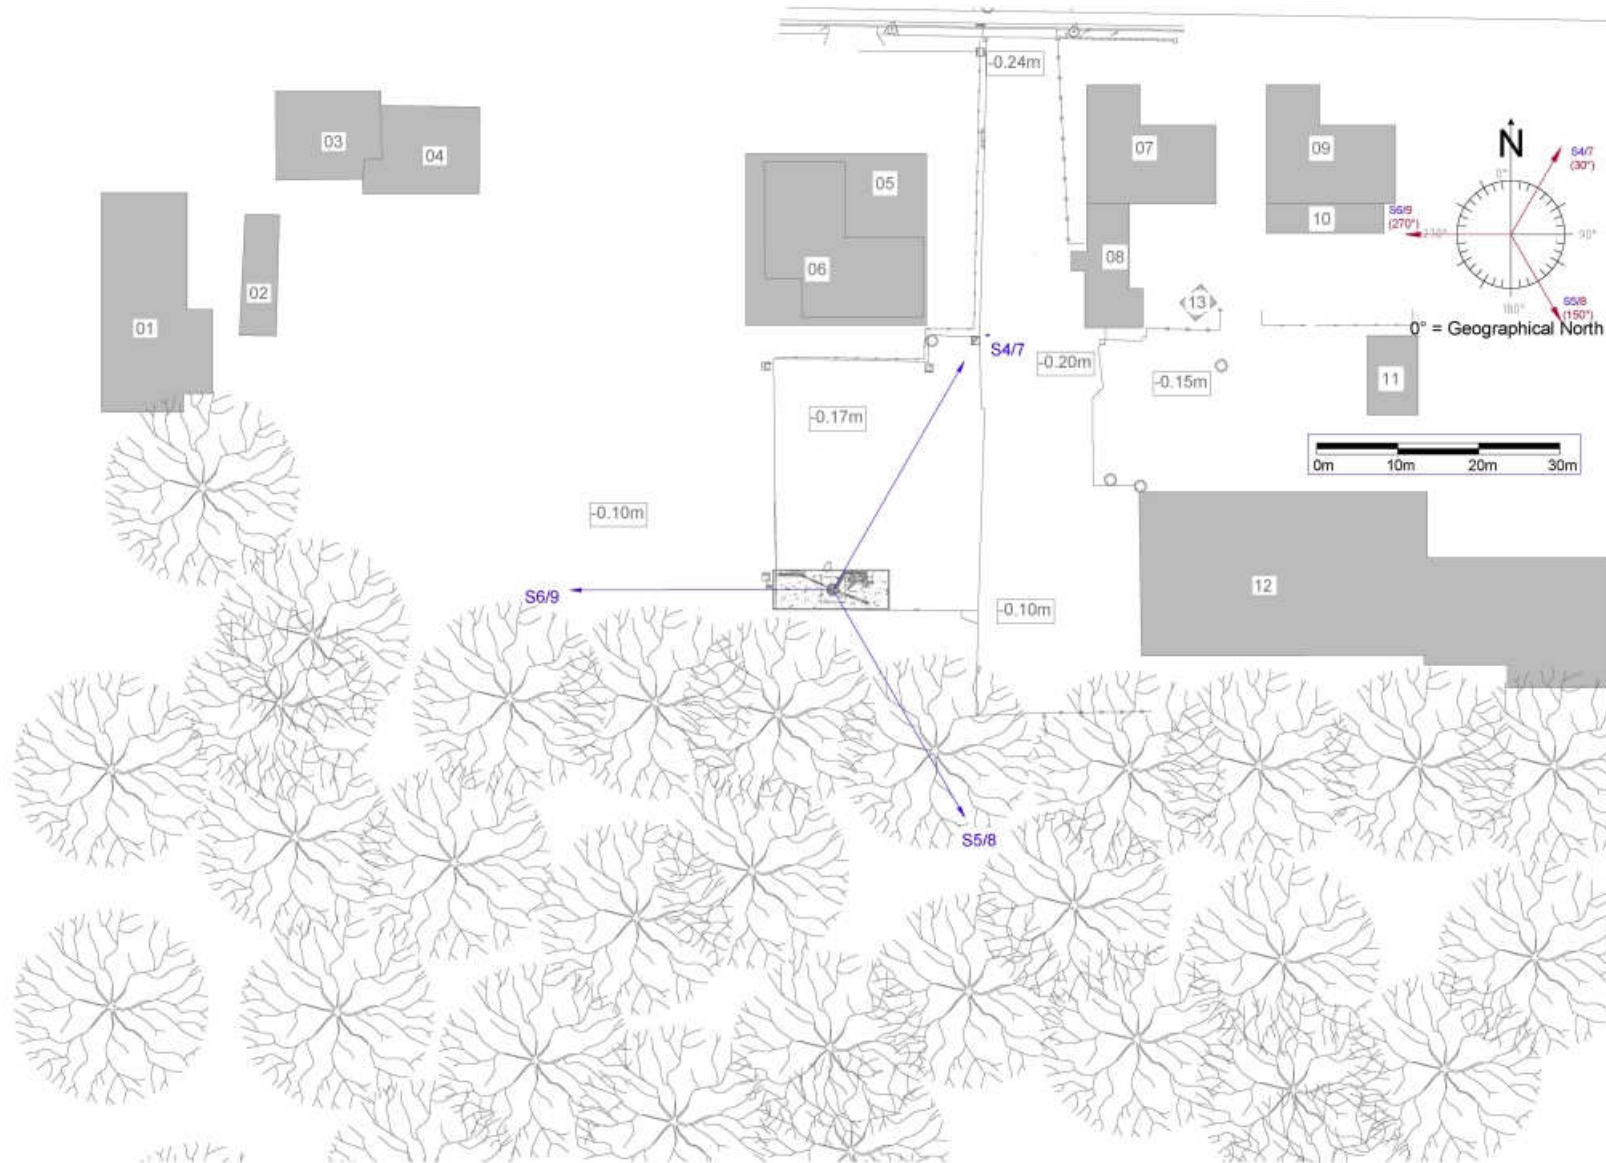 -0.24m
03
04
07
09
N
S4/7
(30°)
05
0°
10
S6/9
(270°)
270°
90°
06
08
02
13
180°
S5/8
(150°)
01
0° = Geographical North
S4/7
-0.20m
-0.15m
11
-0.17m
0m 10m 20m 30m
-0.10m
12
S6/9
-0.10m
S5/8